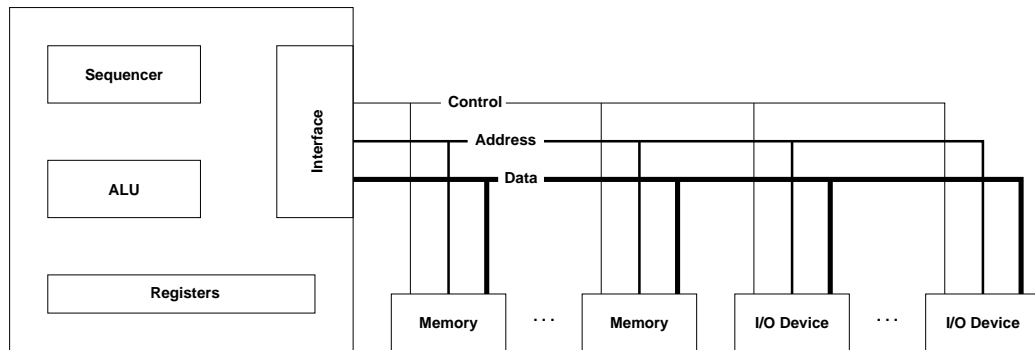 Sequencer
Interface
Control
Address
ALU
Data
Registers
Memory
. . .
Memory
I/O Device
. . .
I/O Device